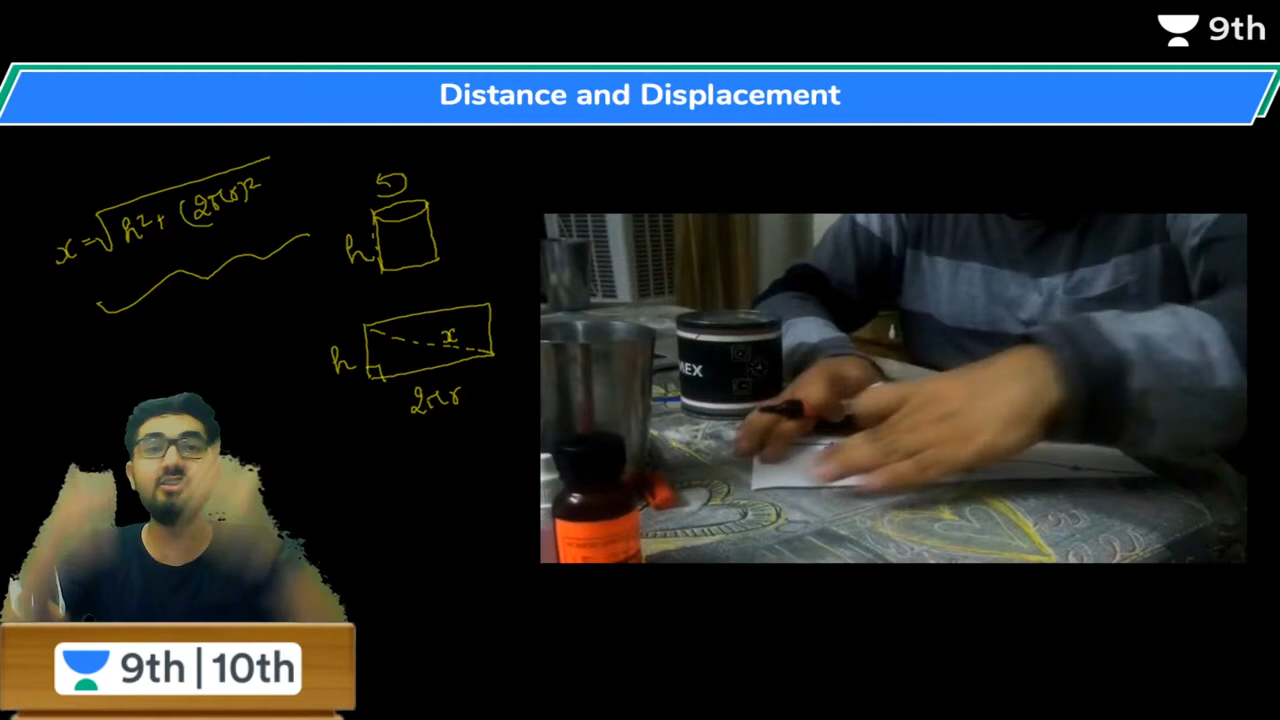 9th
Distance and Displacement
x = √h² + (2πr)²
h
x
h
2πr
MEX
9th | 10th